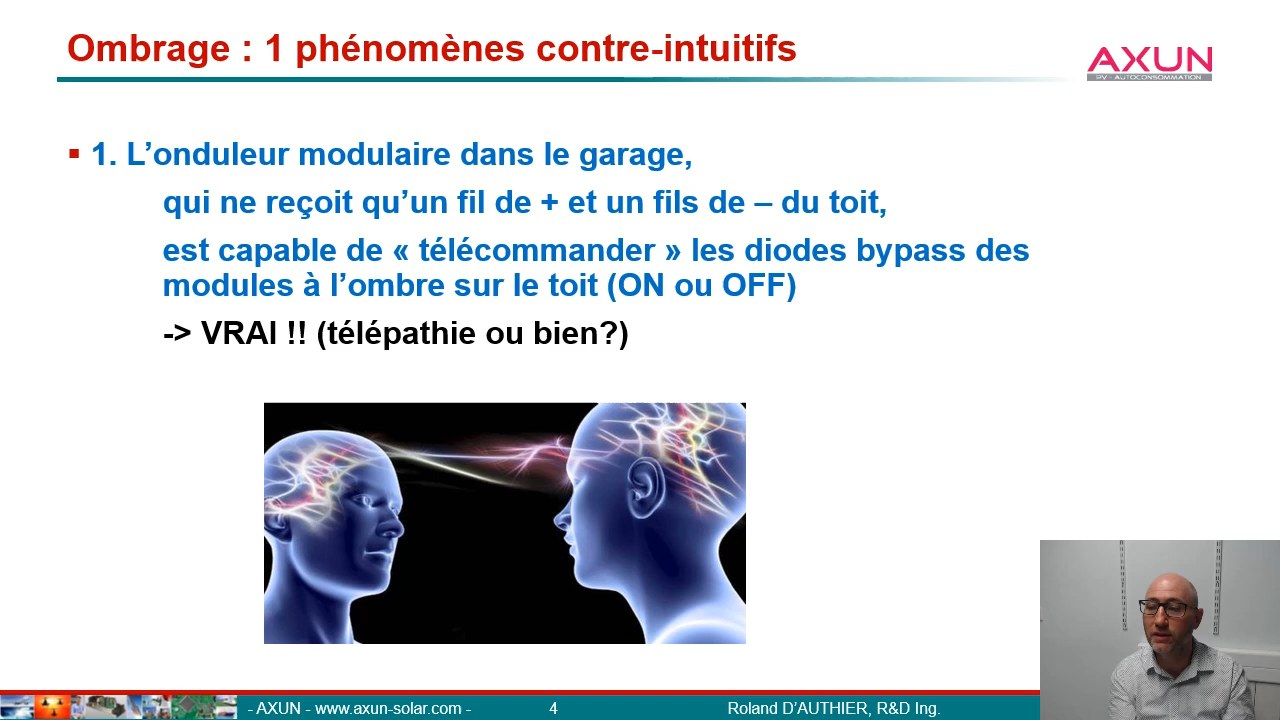 Ombrage : 1 phénomènes contre-intuitifs
AXUN
PV - AUTOCONSOMMATION
1. L’onduleur modulaire dans le garage,
qui ne reçoit qu’un fil de + et un fils de – du toit,
est capable de « télécommander » les diodes bypass des
modules à l’ombre sur le toit (ON ou OFF)
-> VRAI !! (télépathie ou bien?)
- AXUN - www.axun-solar.com - 4 Roland D’AUTHIER, R&D Ing.